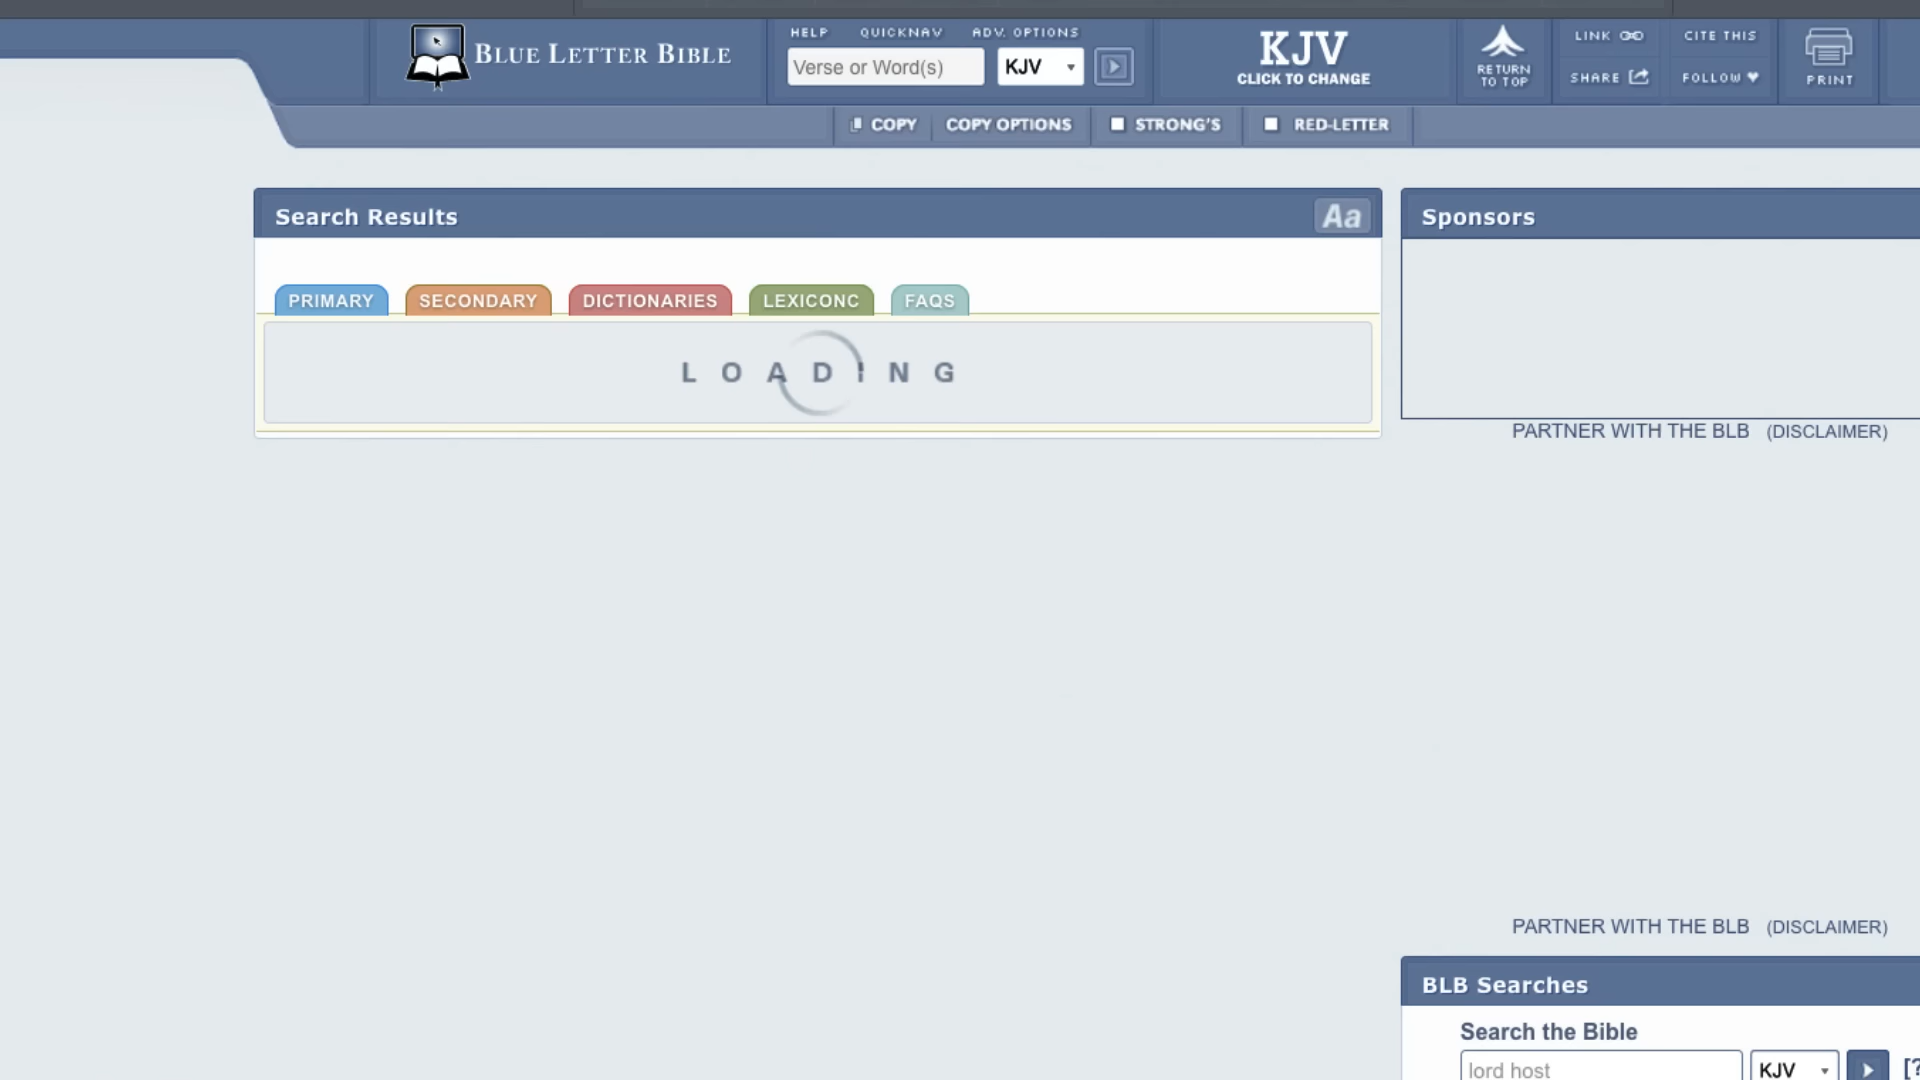 BLUE LETTER BIBLE
HELP QUICKNAV ADV. OPTIONS
Verse or Word(s) KJV
KJV
CLICK TO CHANGE
RETURN
TO TOP
LINK
SHARE
CITE THIS
FOLLOW
PRINT
COPY COPY OPTIONS STRONG'S RED-LETTER
Search Results Aa
PRIMARY SECONDARY DICTIONARIES LEXICONC FAQS
LOADING
Sponsors
PARTNER WITH THE BLB (DISCLAIMER)
PARTNER WITH THE BLB (DISCLAIMER)
BLB Searches
Search the Bible
lord host KJV [?